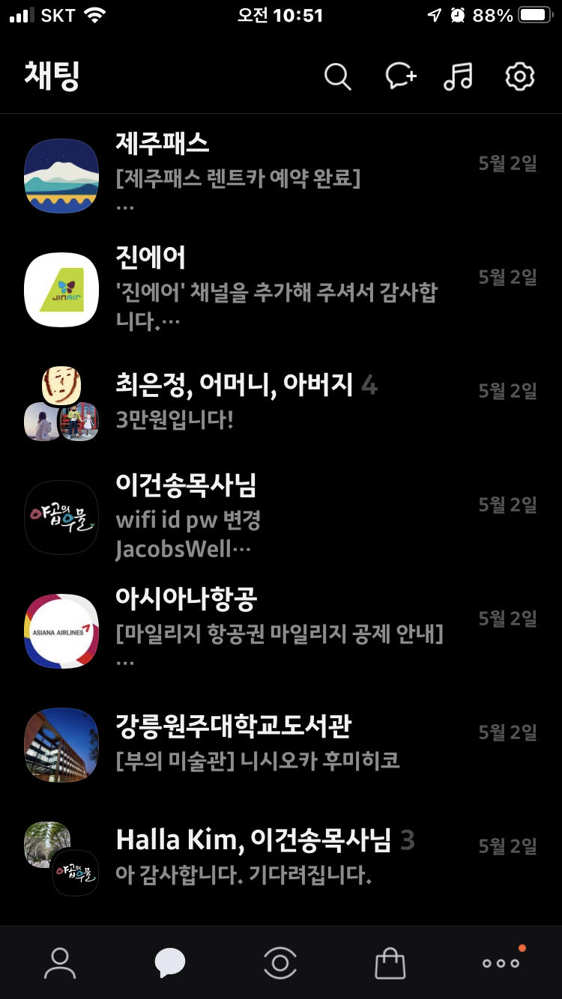 SKT 오전 10:51 88%
채팅
제주패스
5월 2일
[제주패스 렌트카 예약 완료]
…
진에어
5월 2일
'진에어' 채널을 추가해 주셔서 감사합
니다.…
JINAIR
최은정, 어머니, 아버지 4
5월 2일
3만원입니다!
이건송목사님
5월 2일
wifi id pw 변경
JacobsWell…
야곱의우물
아시아나항공
5월 2일
[마일리지 항공권 마일리지 공제 안내]
…
ASIANA AIRLINES
강릉원주대학교도서관
5월 2일
[부의 미술관] 니시오카 후미히코
Halla Kim, 이건송목사님 3
5월 2일
아 감사합니다. 기다려집니다.
야곱의우물